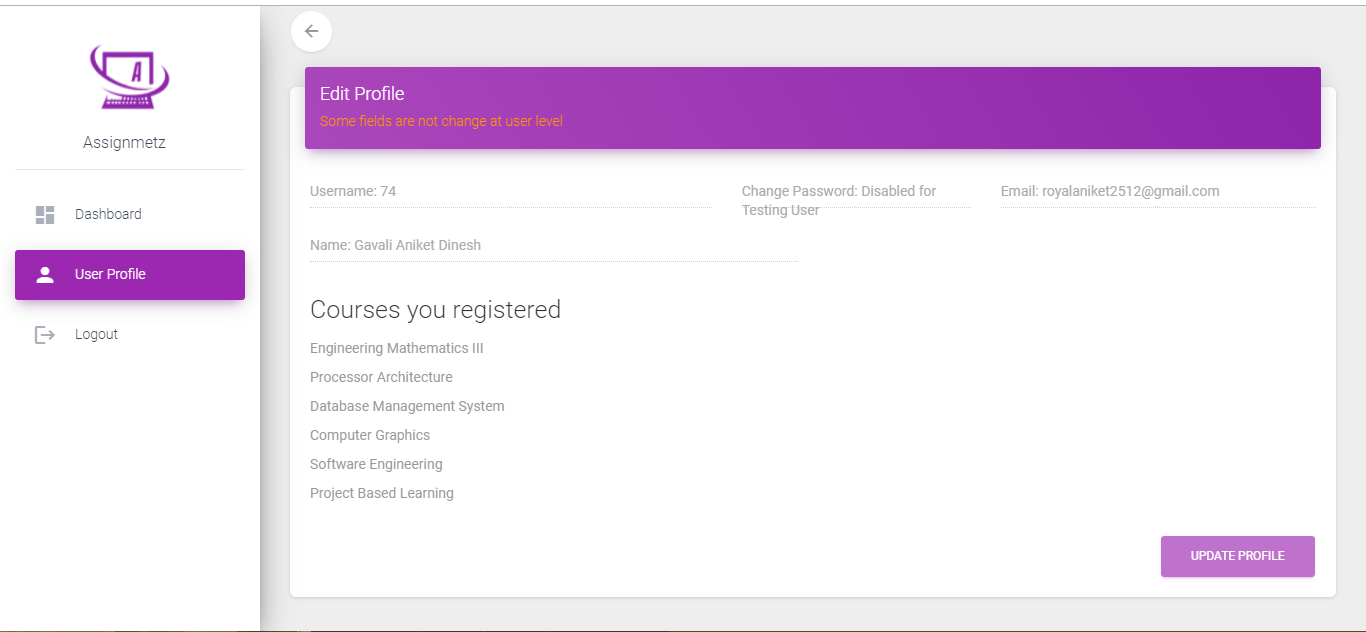 A
Assignmetz
Dashboard
User Profile
Logout
Edit Profile
Some fields are not change at user level
Username: 74
Change Password: Disabled for
Testing User
Email: royalaniket2512@gmail.com
Name: Gavali Aniket Dinesh
Courses you registered
Engineering Mathematics III
Processor Architecture
Database Management System
Computer Graphics
Software Engineering
Project Based Learning
UPDATE PROFILE